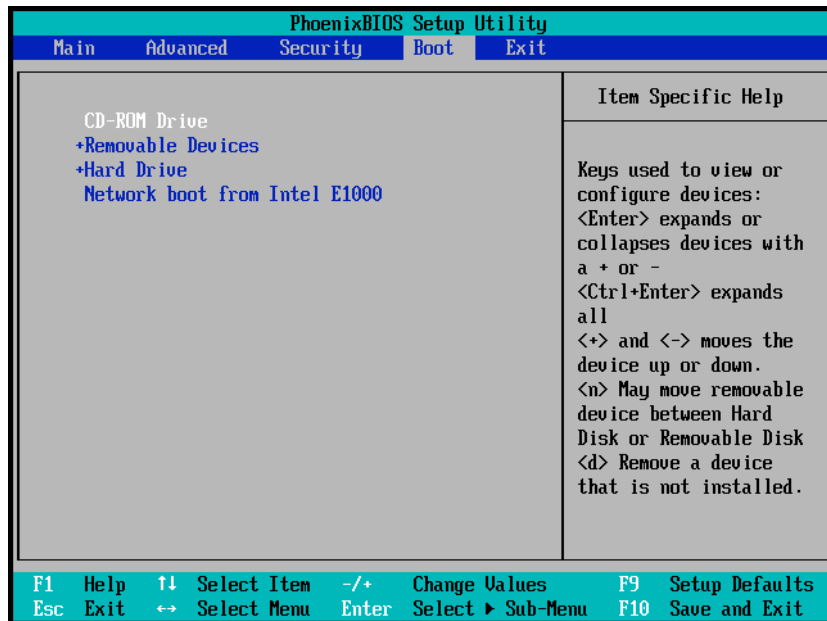 PhoenixBIOS Setup Utility
Main Advanced Security Boot Exit
CD-ROM Drive
+Removable Devices
+Hard Drive
Network boot from Intel E1000
Item Specific Help
Keys used to view or
configure devices:
<Enter> expands or
collapses devices with
a + or -
<Ctrl+Enter> expands
all
<+> and <-> moves the
device up or down.
<n> May move removable
device between Hard
Disk or Removable Disk
<d> Remove a device
that is not installed.
F1 Help ↑↓ Select Item -/+ Change Values F9 Setup Defaults
Esc Exit ↔ Select Menu Enter Select ▶ Sub-Menu F10 Save and Exit